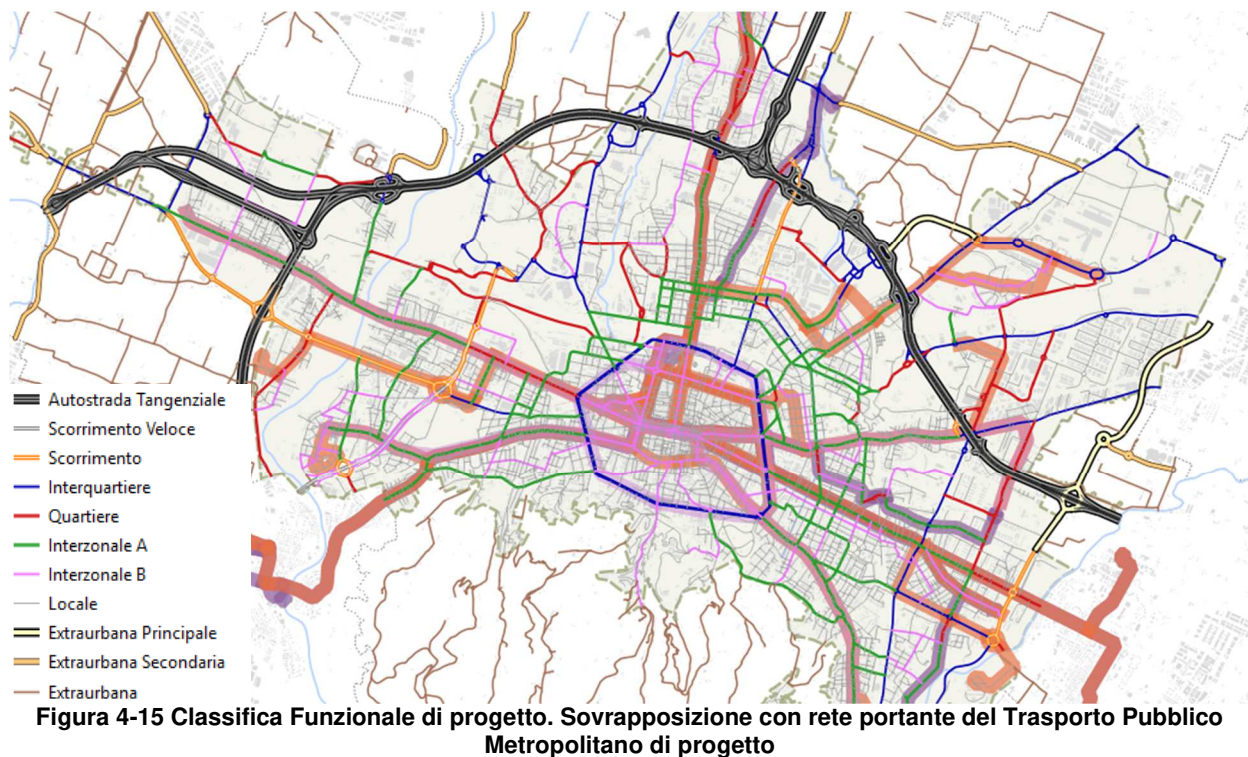 Autostrada Tangenziale
Scorrimento Veloce
Scorrimento
Interquartiere
Quartiere
Interzonale A
Interzonale B
Locale
Extraurbana Principale
Extraurbana Secondaria
Extraurbana
Figura 4-15 Classifica Funzionale di progetto. Sovrapposizione con rete portante del Trasporto Pubblico
Metropolitano di progetto